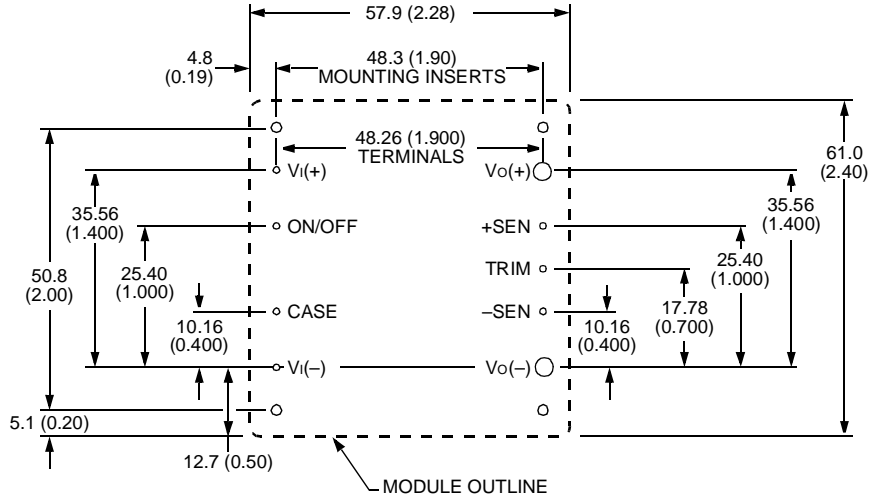 57.9 (2.28)
4.8
(0.19)
48.3 (1.90)
MOUNTING INSERTS
48.26 (1.900)
TERMINALS
61.0
(2.40)
VI(+)
VO(+)
35.56
(1.400)
35.56
(1.400)
ON/OFF
+SEN
50.8
(2.00)
25.40
(1.000)
TRIM
25.40
(1.000)
17.78
(0.700)
10.16
(0.400)
CASE
–SEN
10.16
(0.400)
VI(–)
VO(–)
5.1 (0.20)
12.7 (0.50)
MODULE OUTLINE